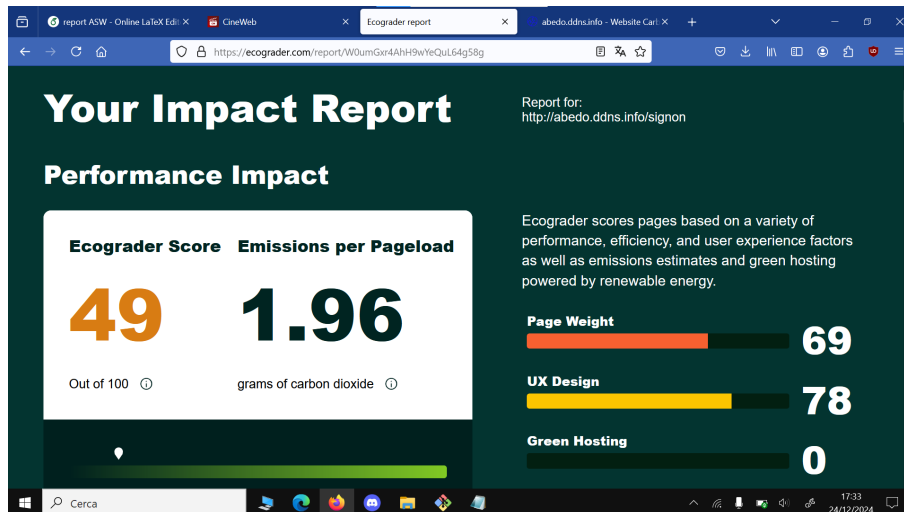 report ASW - Online LaTeX Edit
CineWeb
Ecograder report
abedo.ddns.info - Website Carb
https://ecograder.com/report/W0umGxr4AhH9wYeQuL64g58g
Your Impact Report
Report for:
http://abedo.ddns.info/signon
Performance Impact
Ecograder Score
Emissions per Pageload
49
1.96
Out of 100
grams of carbon dioxide
Ecograder scores pages based on a variety of
performance, efficiency, and user experience factors
as well as emissions estimates and green hosting
powered by renewable energy.
Page Weight
69
UX Design
78
Green Hosting
0
Cerca
17:33
24/12/2024